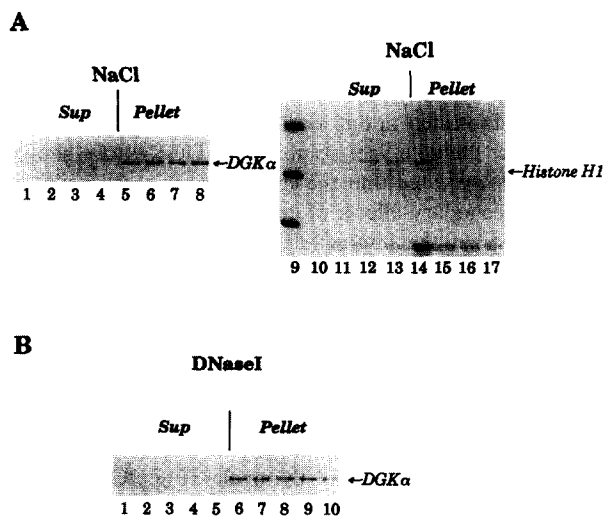 A
NaCl
Sup Pellet
←DGKα
1 2 3 4 5 6 7 8
NaCl
Sup Pellet
←Histone H1
9 10 11 12 13 14 15 16 17
B
DNaseI
Sup Pellet
←DGKα
1 2 3 4 5 6 7 8 9 10